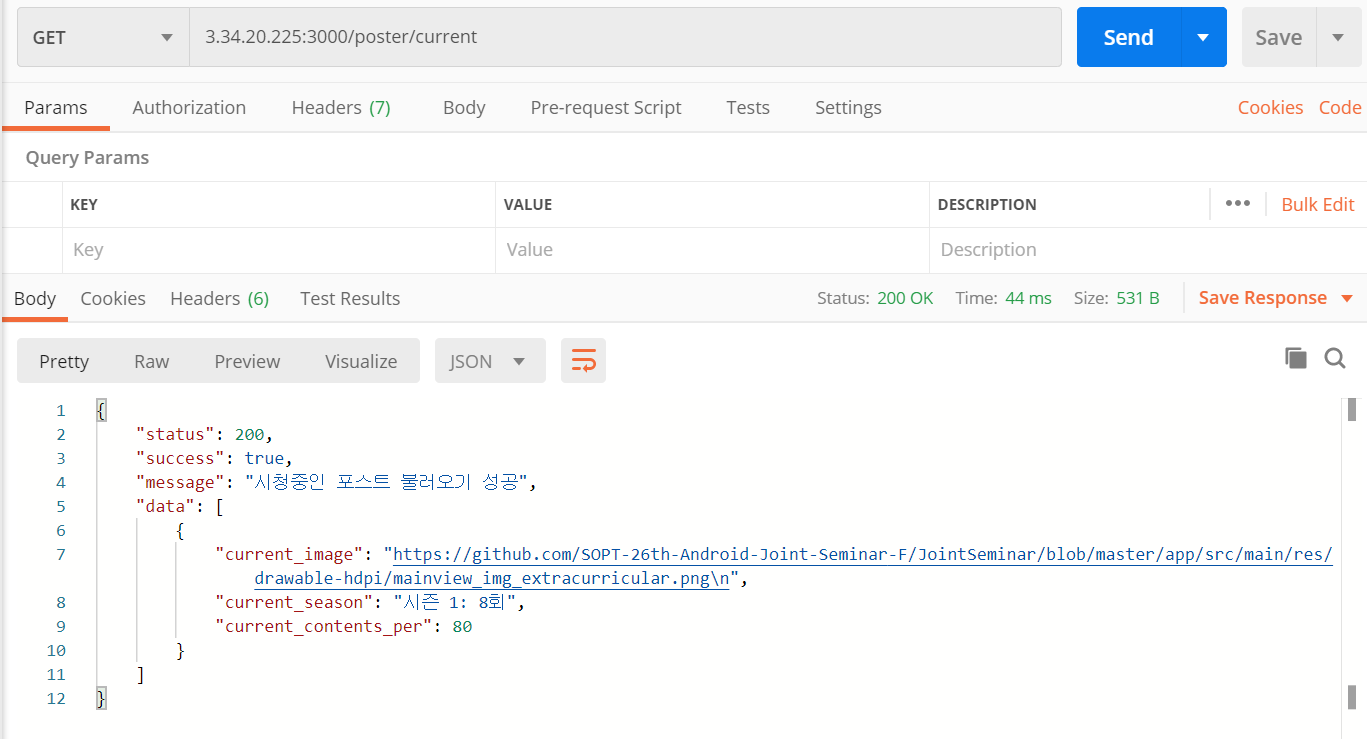 GET 3.34.20.225:3000/poster/current Send Save
Params Authorization Headers (7) Body Pre-request Script Tests Settings Cookies Code
Query Params
KEY VALUE DESCRIPTION ••• Bulk Edit
Key Value Description
Body Cookies Headers (6) Test Results Status: 200 OK Time: 44 ms Size: 531 B Save Response
Pretty Raw Preview Visualize JSON
1 {
2 "status": 200,
3 "success": true,
4 "message": "시청중인 포스트 불러오기 성공",
5 "data": [
6 {
7 "current_image": "https://github.com/SOPT-26th-Android-Joint-Seminar-F/JointSeminar/blob/master/app/src/main/res/
drawable-hdpi/mainview_img_extracurricular.png\n",
8 "current_season": "시즌 1: 8회",
9 "current_contents_per": 80
10 }
11 ]
12 }